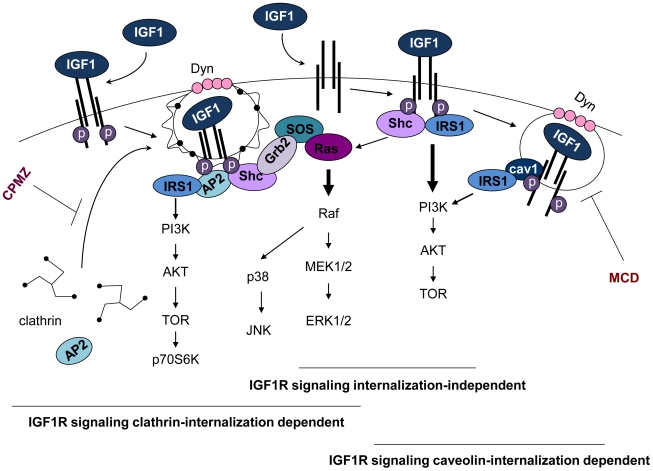 IGF1
IGF1
IGF1
IGF1
Dyn
IGF1
Dyn
IGF1
P
P
P
P
P
P
P
P
SOS
Ras
Grb2
Shc
IRS1
AP2
Shc
IRS1
cav1
IRS1
CPMZ
MCD
PI3K
AKT
TOR
p70S6K
Raf
p38
JNK
MEK1/2
ERK1/2
PI3K
AKT
TOR
clathrin
AP2
IGF1R signaling internalization-independent
IGF1R signaling clathrin-internalization dependent
IGF1R signaling caveolin-internalization dependent